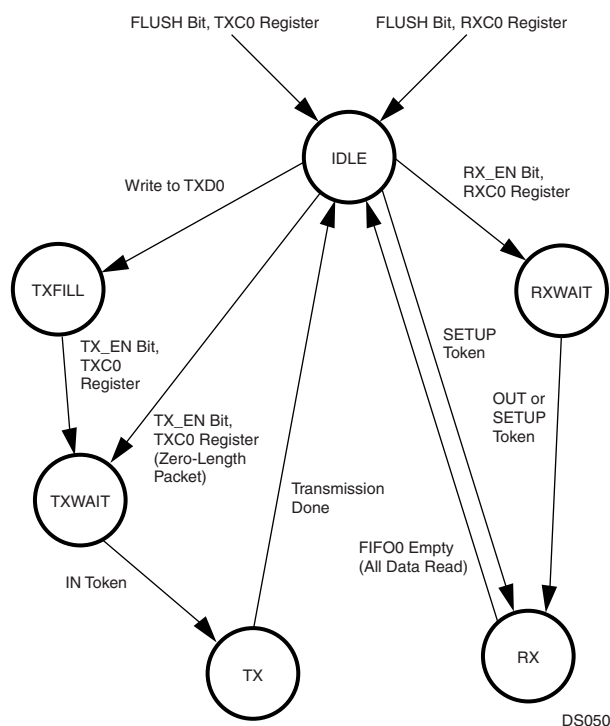 FLUSH Bit, TXC0 Register
FLUSH Bit, RXC0 Register
IDLE
Write to TXD0
RX_EN Bit,
RXC0 Register
TXFILL
RXWAIT
TX_EN Bit,
TXC0
Register
SETUP
Token
OUT or
SETUP
Token
TX_EN Bit,
TXC0 Register
(Zero-Length
Packet)
TXWAIT
Transmission
Done
FIFO0 Empty
(All Data Read)
IN Token
TX
RX
DS050